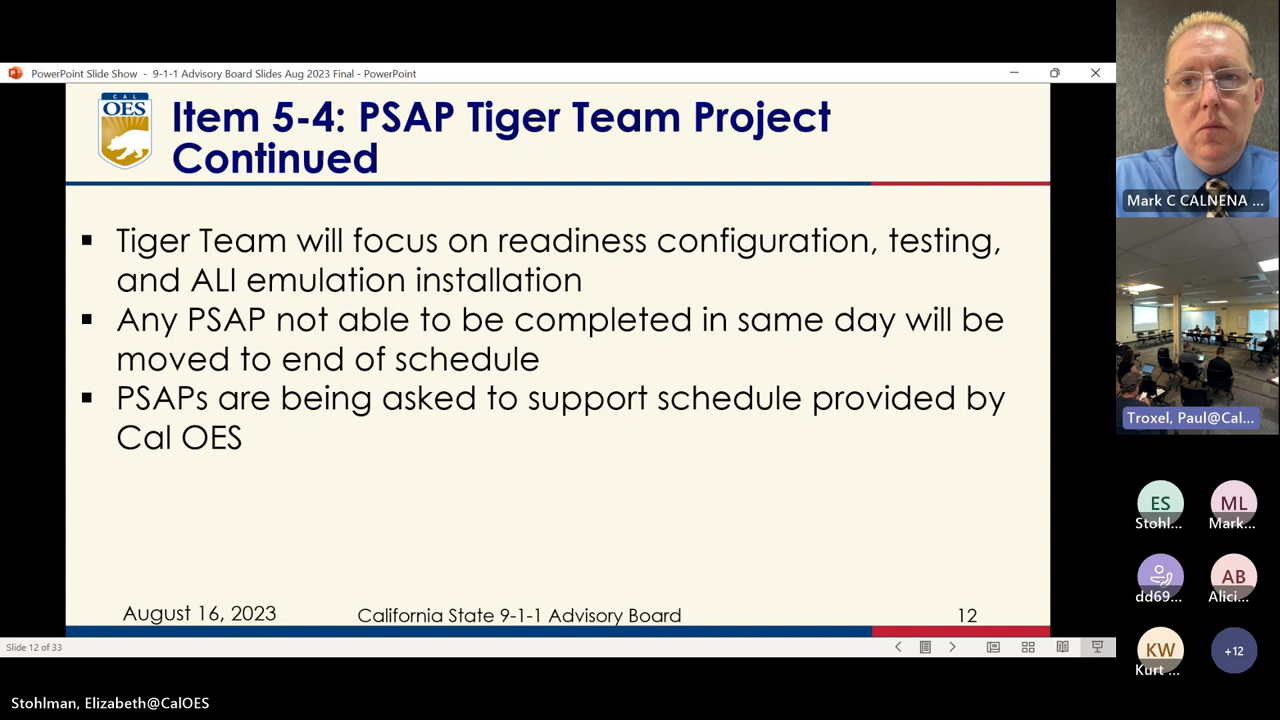 PowerPoint Slide Show - 9-1-1 Advisory Board Slides Aug 2023 Final - PowerPoint
CAL
OES
Item 5-4: PSAP Tiger Team Project
Continued
▪ Tiger Team will focus on readiness configuration, testing,
and ALI emulation installation
▪ Any PSAP not able to be completed in same day will be
moved to end of schedule
▪ PSAPs are being asked to support schedule provided by
Cal OES
August 16, 2023
California State 9-1-1 Advisory Board
12
Slide 12 of 33
Stohlman, Elizabeth@CalOES
Mark C CALNENA ...
Troxel, Paul@Cal...
ES
Stohl...
ML
Mark...
dd69...
AB
Alici...
KW
Kurt ...
+12